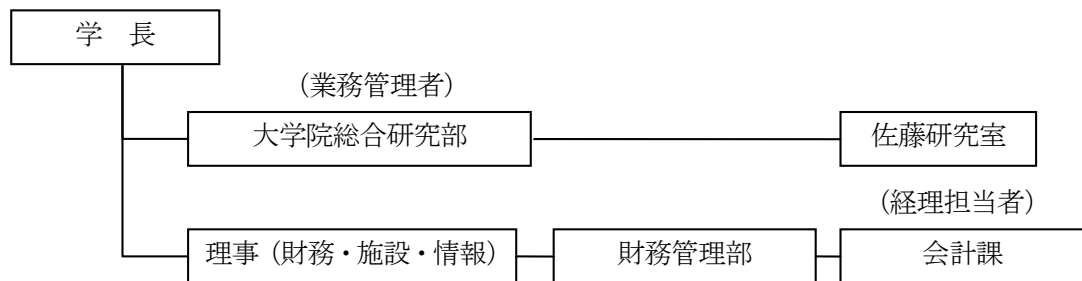 学 長
(業務管理者)
大学院総合研究部
佐藤研究室
(経理担当者)
理事(財務・施設・情報)
財務管理部
会計課